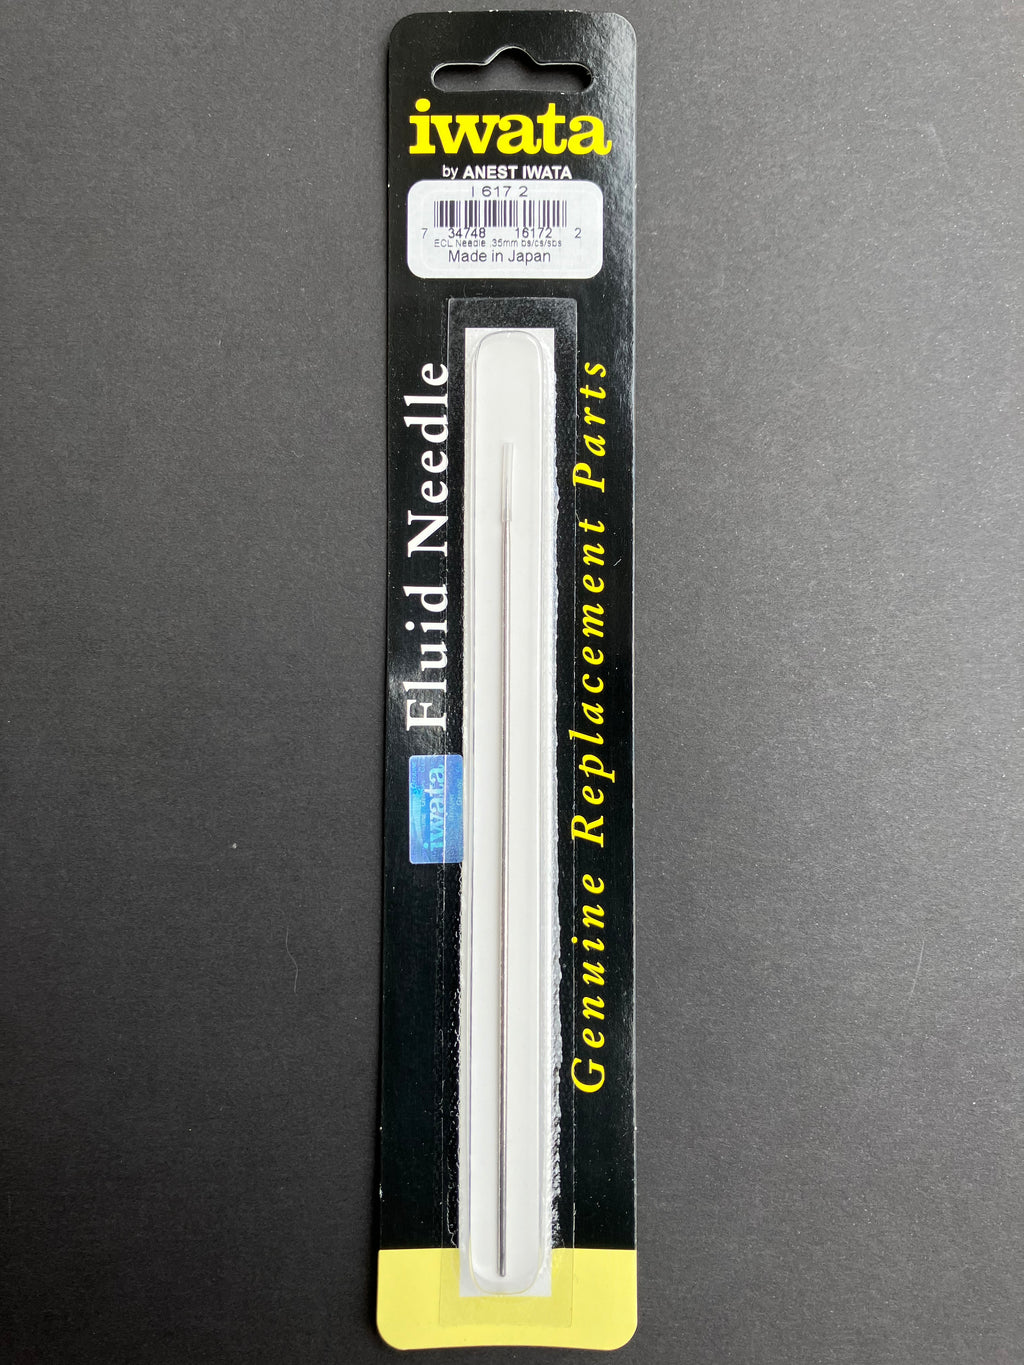 iwata
by ANEST IWATA
I 617 2
7 34748 16172 2
ECL Needle .35mm bs/cs/sbs
Made in Japan
Fluid Needle
Genuine Replacement Parts
iwata